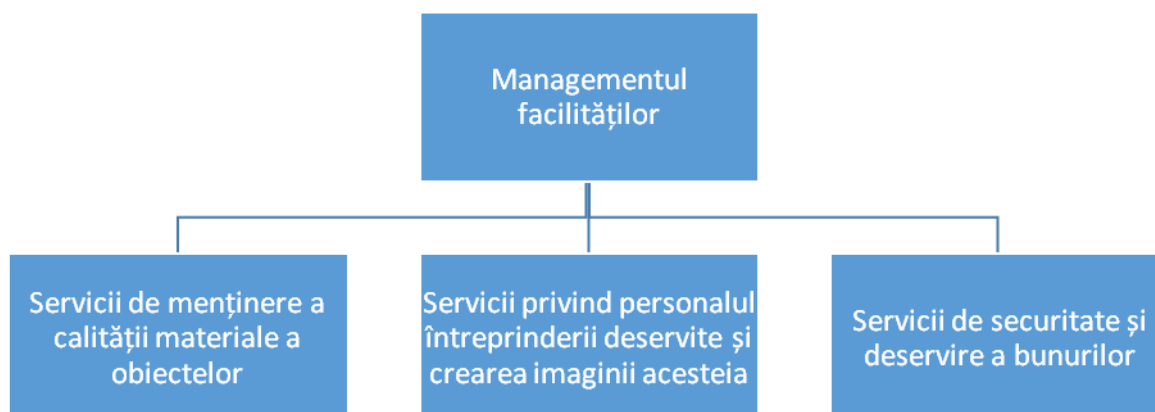 Managementul
facilităților
Servicii de menținere a
calității materiale a
obiectelor
Servicii privind personalul
întreprinderii deservite și
crearea imaginii acesteia
Servicii de securitate și
deservire a bunurilor